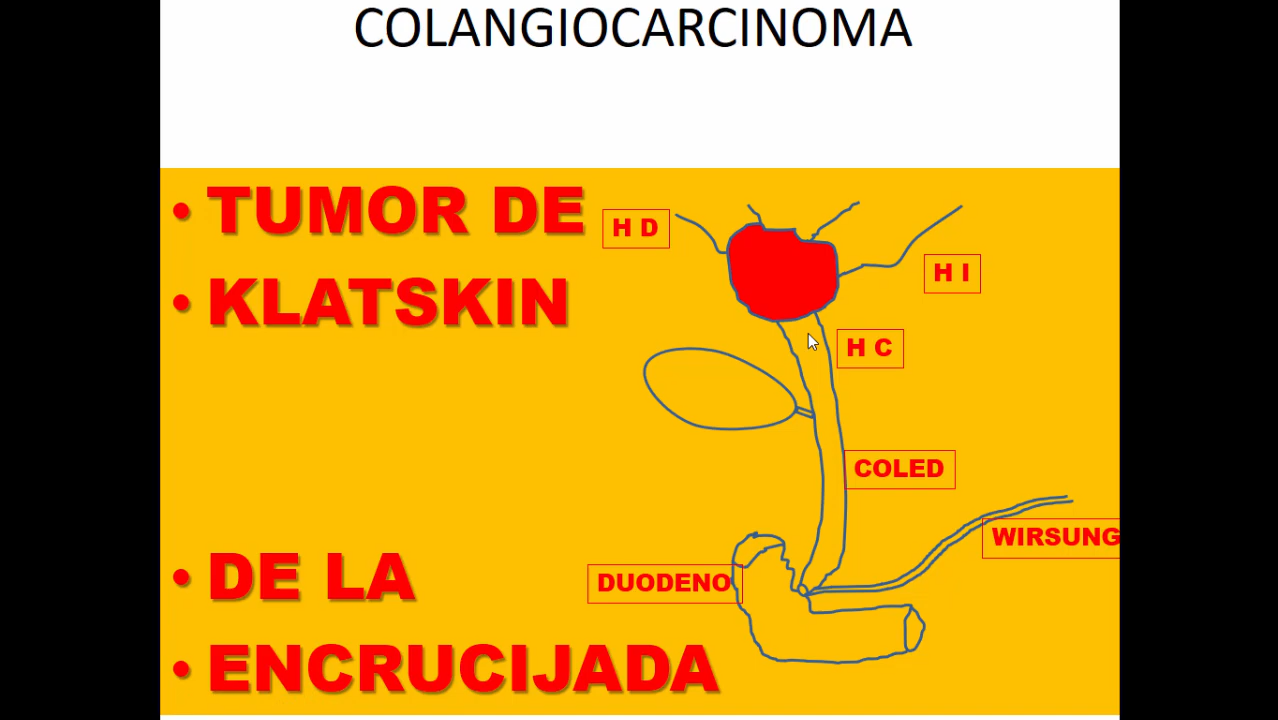 COLANGIOCARCINOMA
• TUMOR DE
• KLATSKIN
• DE LA
• ENCRUCIJADA
H D
H I
H C
COLED
WIRSUNG
DUODENO